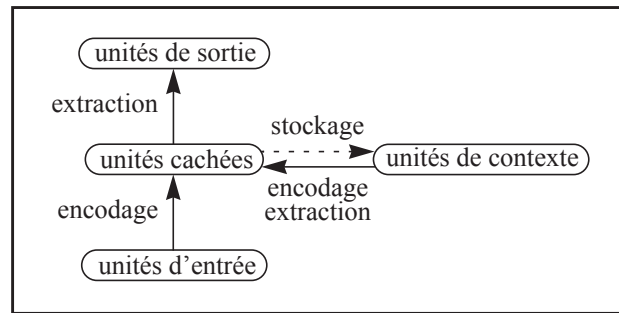 unités de sortie
extraction
stockage
unités cachées
unités de contexte
encodage
extraction
encodage
unités d'entrée